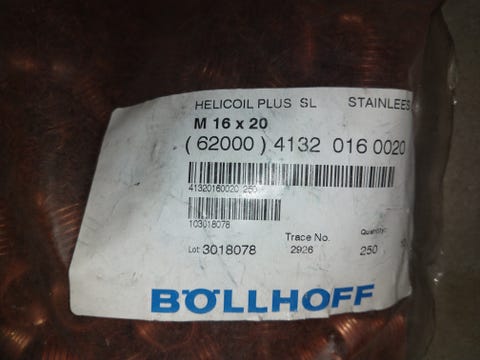 HELICOIL PLUS SL STAINLEES
M 16 x 20
( 62000 ) 4132 016 0020
41320160020 250
103018078
Lot 3018078 Trace No. 2926 Quantity: 250
BÖLLHOFF